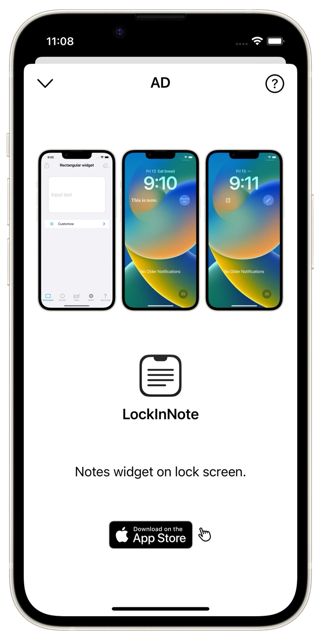 11:08
AD
?
Rectangular widget
Input text
Customize
9:10
This is note.
No Older Notifications
9:11
No Older Notifications
LockInNote
Notes widget on lock screen.
Download on the
App Store